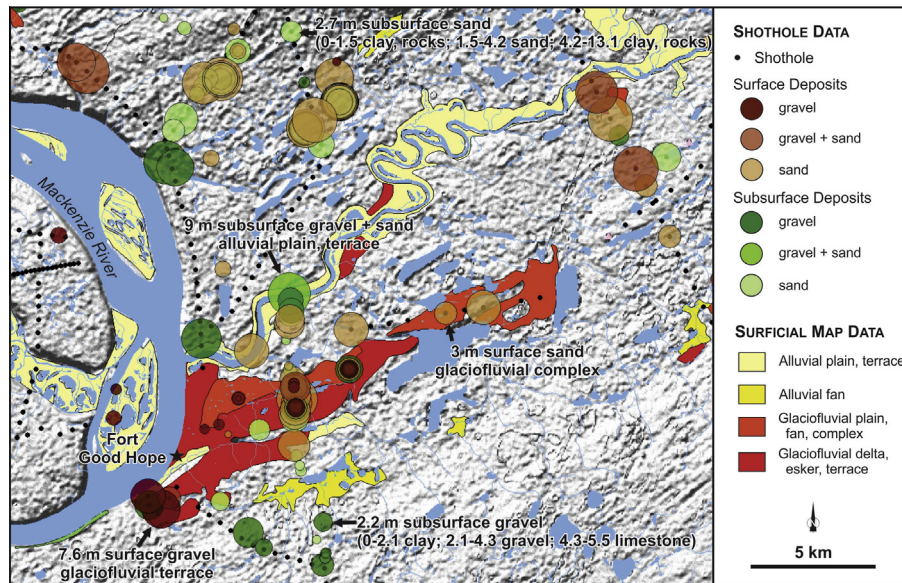 2.7 m subsurface sand
(0-1.5 clay, rocks; 1.5-4.2 sand; 4.2-13.1 clay, rocks)
Mackenzie River
9 m subsurface gravel + sand
alluvial plain, terrace
3 m surface sand
glaciofluvial complex
Fort
Good Hope
2.2 m subsurface gravel
(0-2.1 clay; 2.1-4.3 gravel; 4.3-5.5 limestone)
7.6 m surface gravel
glaciofluvial terrace
SHOTHOLE DATA
Shothole
Surface Deposits
gravel
gravel + sand
sand
Subsurface Deposits
gravel
gravel + sand
sand
SURFICIAL MAP DATA
Alluvial plain, terrace
Alluvial fan
Glaciofluvial plain,
fan, complex
Glaciofluvial delta,
esker, terrace
5 km